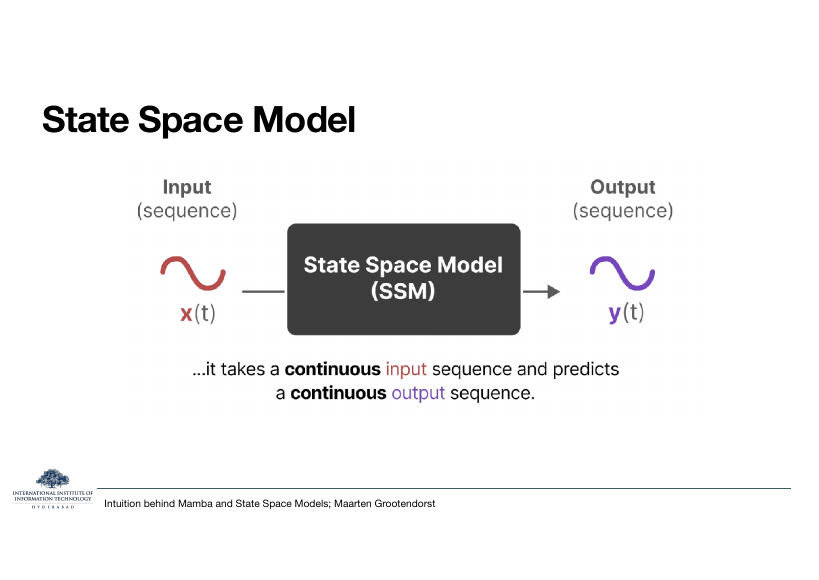 State Space Model
Input
(sequence)
Output
(sequence)
State Space Model
(SSM)
x(t)
y(t)
...it takes a continuous input sequence and predicts
a continuous output sequence.
INTERNATIONAL INSTITUTE OF
INFORMATION TECHNOLOGY
HYDERABAD
Intuition behind Mamba and State Space Models; Maarten Grootendorst